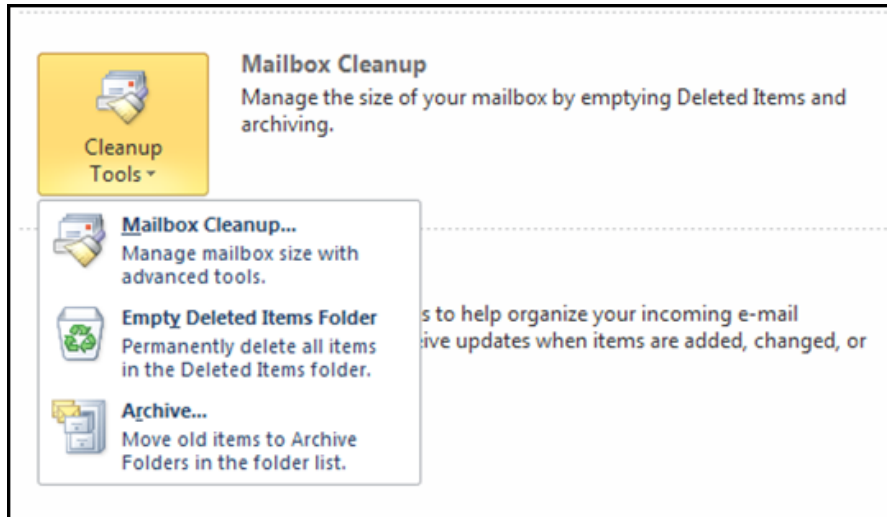 Mailbox Cleanup
Manage the size of your mailbox by emptying Deleted Items and
archiving.
Cleanup
Tools
Mailbox Cleanup...
Manage mailbox size with
advanced tools.
Empty Deleted Items Folder
Permanently delete all items
in the Deleted Items folder.
Archive...
Move old items to Archive
Folders in the folder list.
s to help organize your incoming e-mail
ive updates when items are added, changed, or